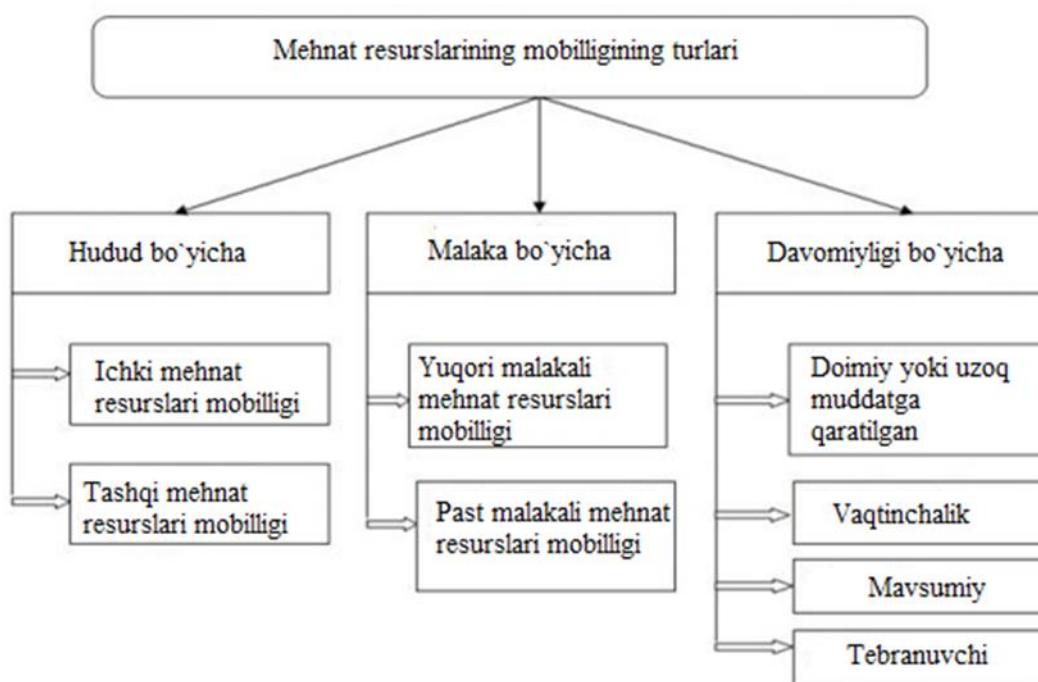 Mehnat resurslarining mobilligining turlari
Hudud bo`yicha
Ichki mehnat
resurslari mobilligi
Tashqi mehnat
resurslari mobilligi
Malaka bo`yicha
Yuqori malakali
mehnat resurslari
mobilligi
Past malakali mehnat
resurslari mobilligi
Davomiyligi bo`yicha
Doimiy yoki uzoq
muddatga
qaratilgan
Vaqtinchalik
Mavsumiy
Tebranuvchi